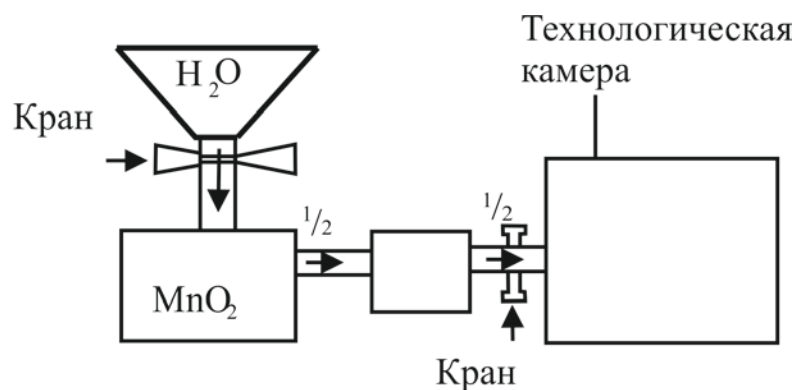 Технологическая
камера
H₂O
Кран
1/2
1/2
MnO₂
Кран